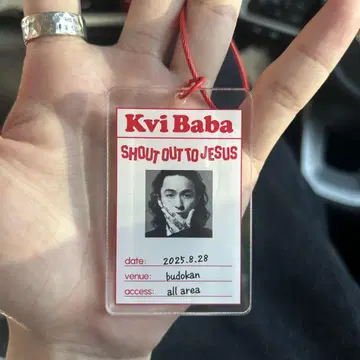 Kvi Baba
SHOUT OUT TO JESUS
date: 2025.8.28
venue: budokan
access: all area